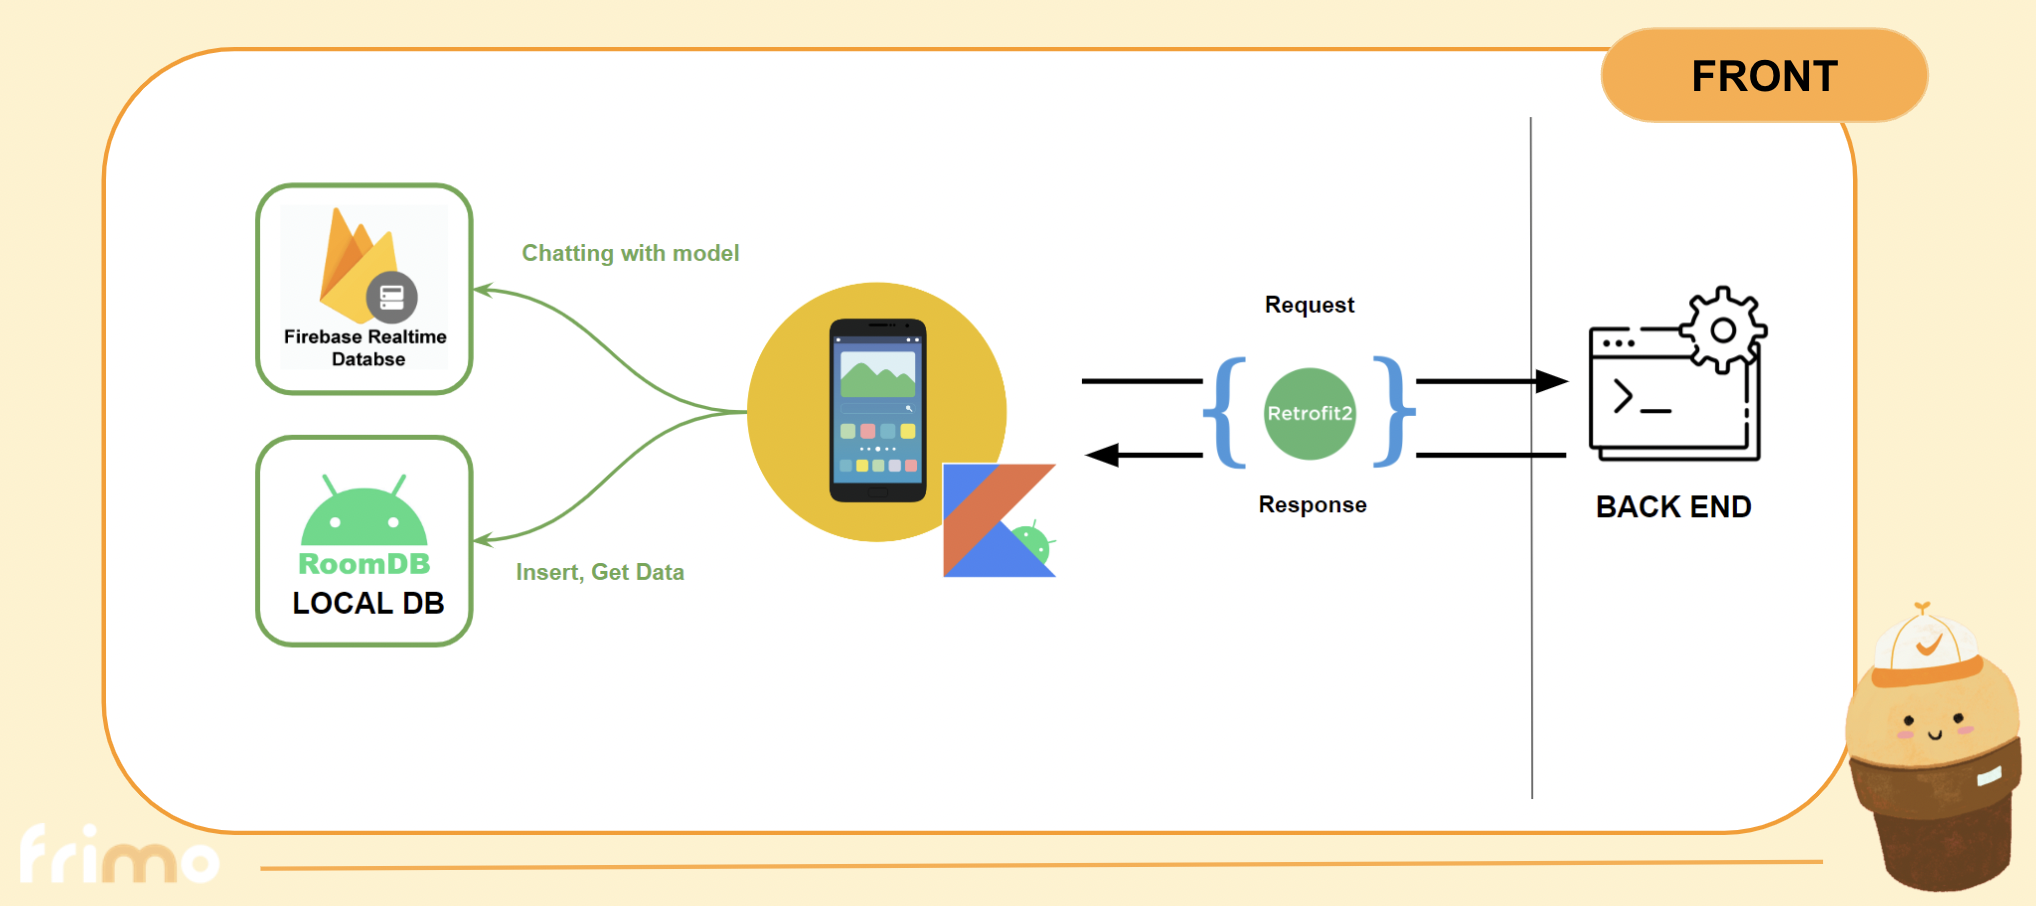 FRONT
Firebase Realtime
Databse
Chatting with model
RoomDB
LOCAL DB
Insert, Get Data
Request
Retrofit2
Response
BACK END
frimo